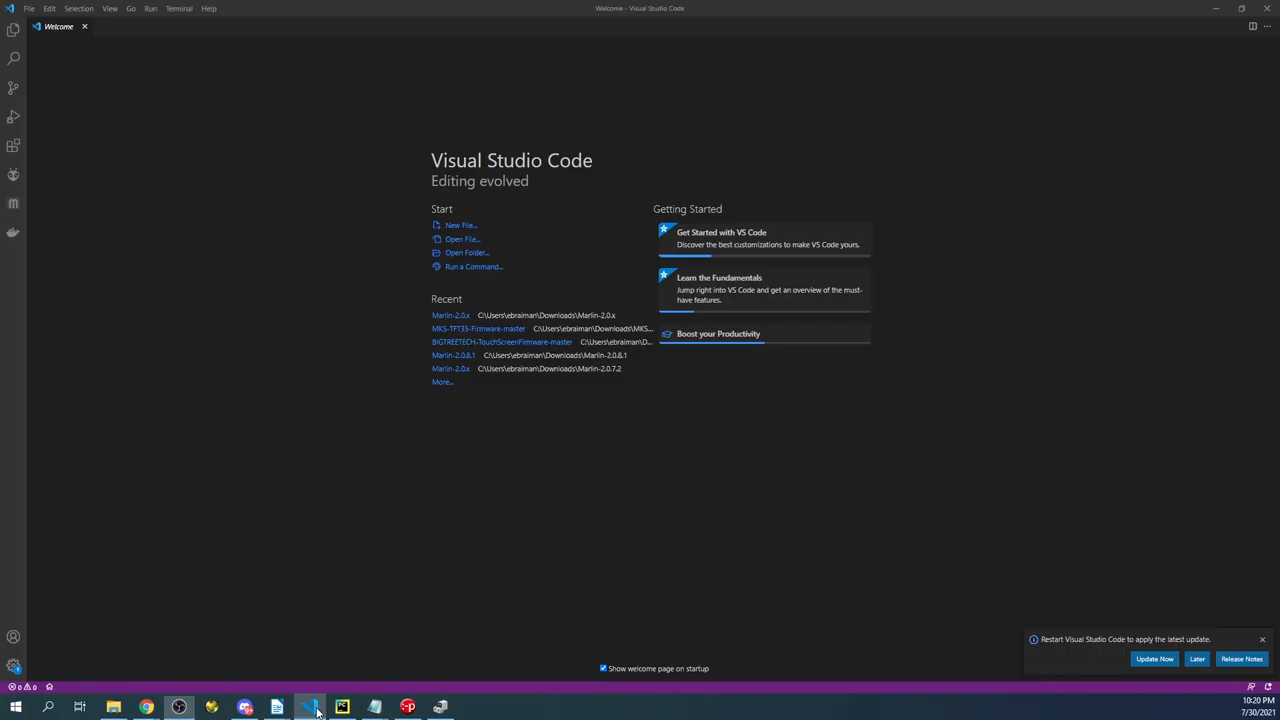 File Edit Selection View Go Run Terminal Help
Welcome - Visual Studio Code
Welcome
Visual Studio Code
Editing evolved
Start
New File...
Open File...
Open Folder...
Run a Command...
Recent
Marlin-2.0.x C:\Users\ebraiman\Downloads\Marlin-2.0.x
MKS-TFT35-Firmware-master C:\Users\ebraiman\Downloads\MKS...
BIGTREETECH-TouchScreenFirmware-master C:\Users\ebraiman\D...
Marlin-2.0.8.1 C:\Users\ebraiman\Downloads\Marlin-2.0.8.1
Marlin-2.0.x C:\Users\ebraiman\Downloads\Marlin-2.0.7.2
More...
Getting Started
Get Started with VS Code
Discover the best customizations to make VS Code yours.
Learn the Fundamentals
Jump right into VS Code and get an overview of the must-
have features.
Boost your Productivity
Restart Visual Studio Code to apply the latest update.
Update Now Later Release Notes
Show welcome page on startup
0 0
10:20 PM
7/30/2021